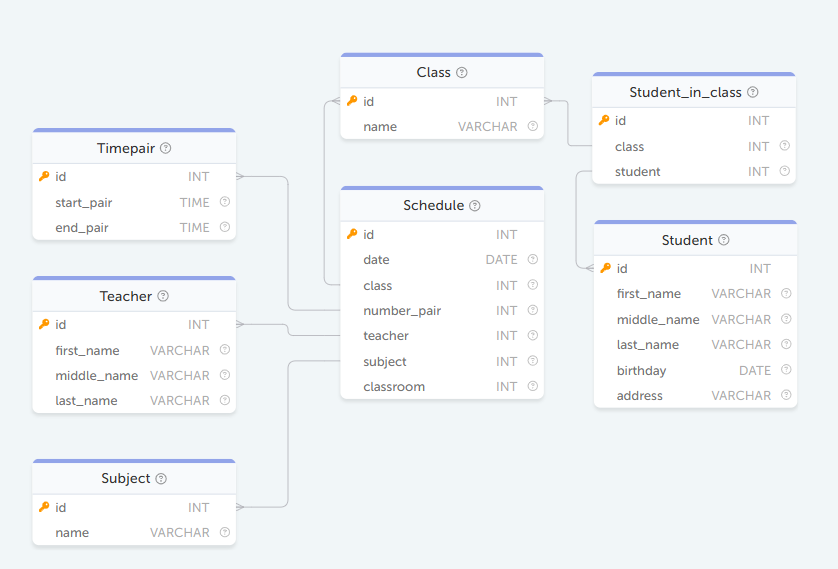 Class
id INT
name VARCHAR
Student_in_class
id INT
class INT
student INT
Timepair
id INT
start_pair TIME
end_pair TIME
Schedule
id INT
date DATE
class INT
number_pair INT
teacher INT
subject INT
classroom INT
Student
id INT
first_name VARCHAR
middle_name VARCHAR
last_name VARCHAR
birthday DATE
address VARCHAR
Teacher
id INT
first_name VARCHAR
middle_name VARCHAR
last_name VARCHAR
Subject
id INT
name VARCHAR